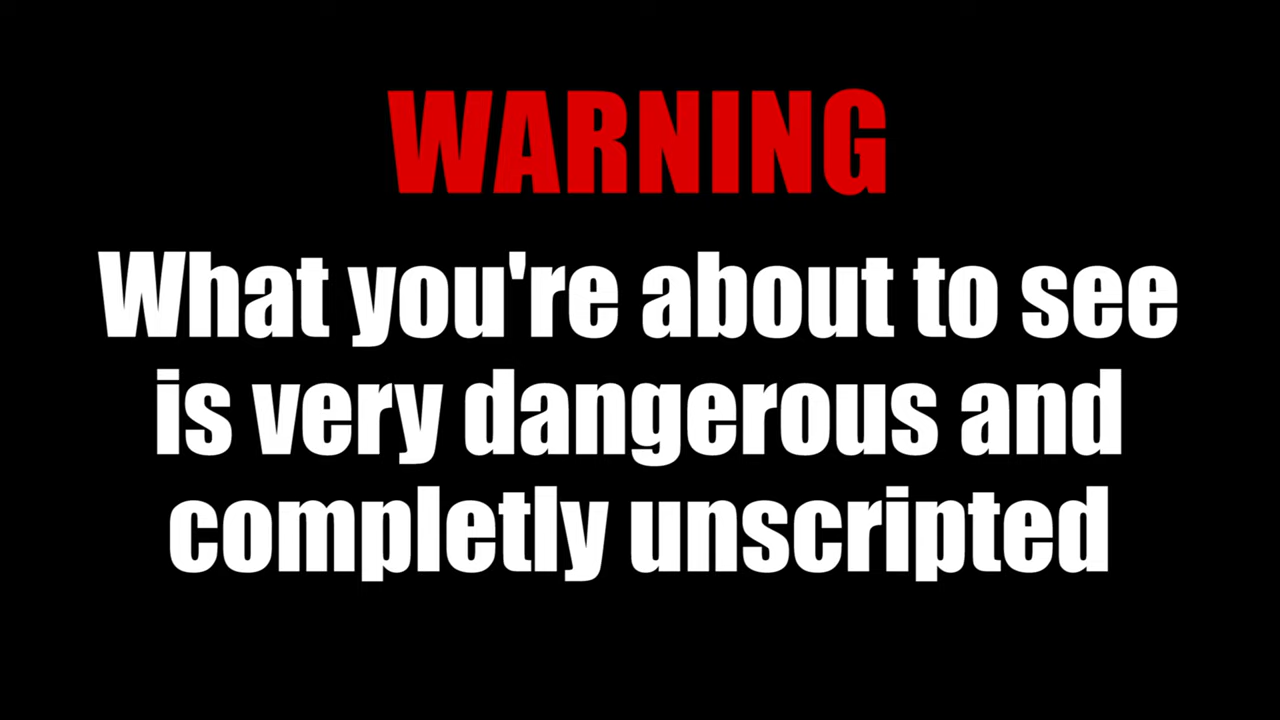 WARNING
What you're about to see
is very dangerous and
completly unscripted